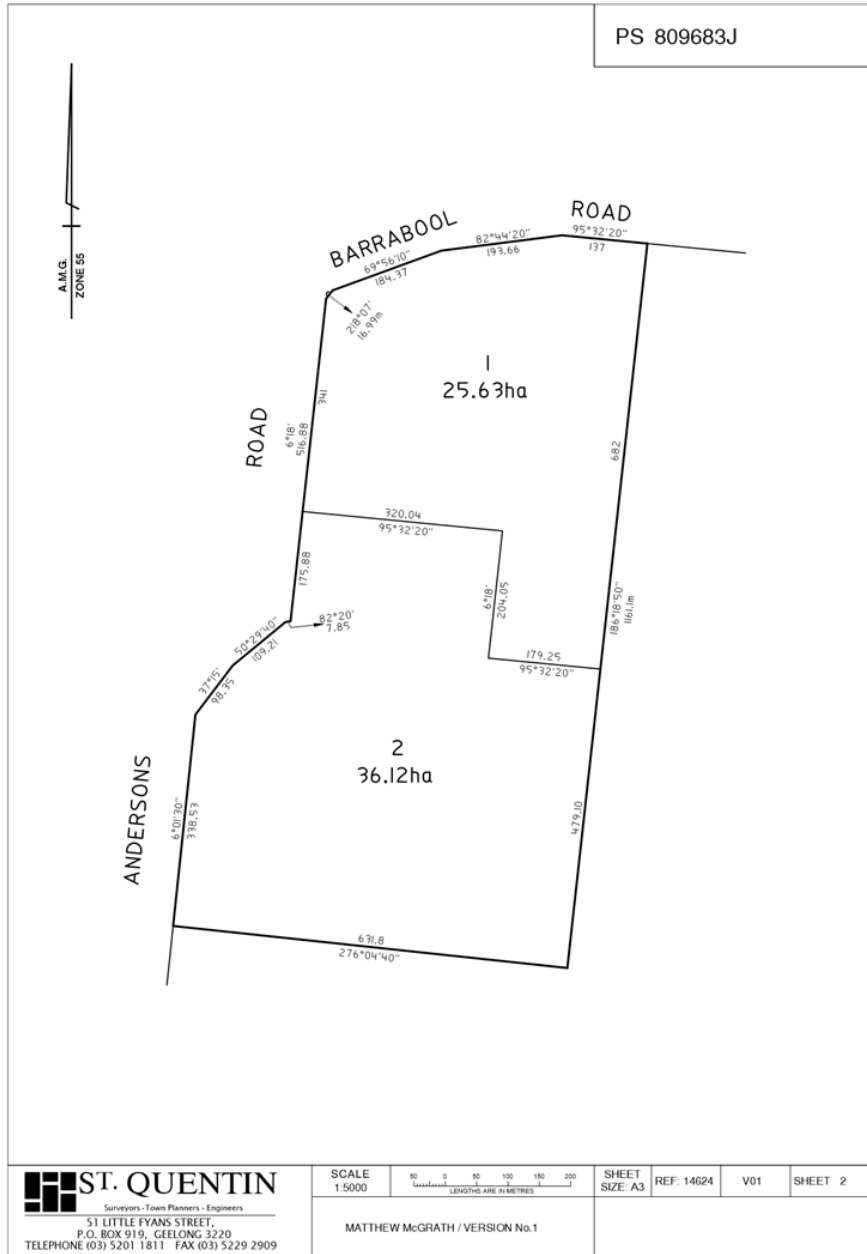 PS 809683J
A.M.G.
ZONE 55
BARRABOOL
ROAD
69°56'10"
184.37
82°44'20"
193.66
95°32'20"
137
218°07'
16.99m
1
25.63ha
341
ROAD
6°18'
516.88
682
320.04
95°32'20"
175.88
6°18'
204.05
186°18'50"
1161.1m
82°20'
7.85
50°29'40"
109.21
179.25
95°32'20"
37°15'
98.35
2
36.12ha
ANDERSONS
6°01'30"
338.53
479.10
631.8
276°04'40"
ST. QUENTIN
Surveyors - Town Planners - Engineers
51 LITTLE FYANS STREET,
P.O. BOX 919, GEELONG 3220
TELEPHONE (03) 5201 1811 FAX (03) 5229 2909
SCALE
1:5000
50 0 50 100 150 200
LENGTHS ARE IN METRES
SHEET
SIZE: A3
REF: 14624
V01
SHEET 2
MATTHEW McGRATH / VERSION No.1